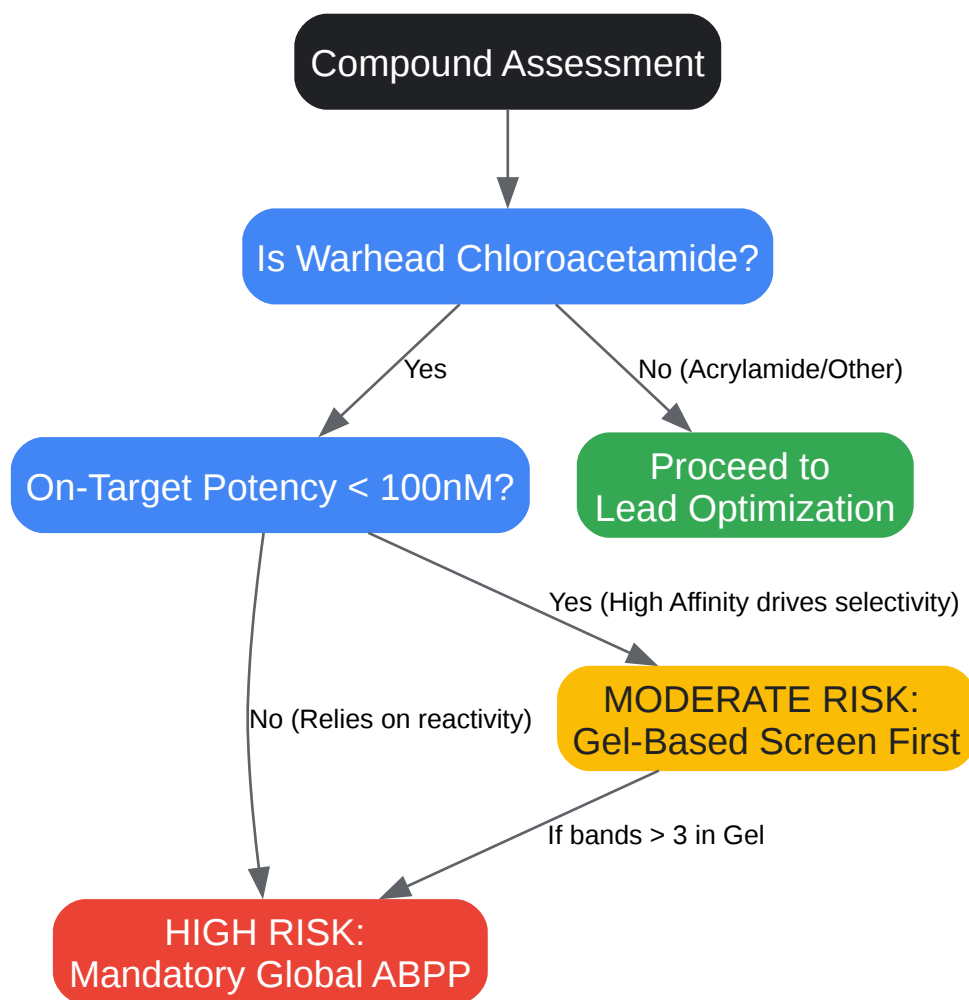 Compound Assessment
Is Warhead Chloroacetamide?
Yes
No (Acrylamide/Other)
On-Target Potency < 100nM?
Proceed to
Lead Optimization
Yes (High Affinity drives selectivity)
MODERATE RISK:
Gel-Based Screen First
No (Relies on reactivity)
If bands > 3 in Gel
HIGH RISK:
Mandatory Global ABPP